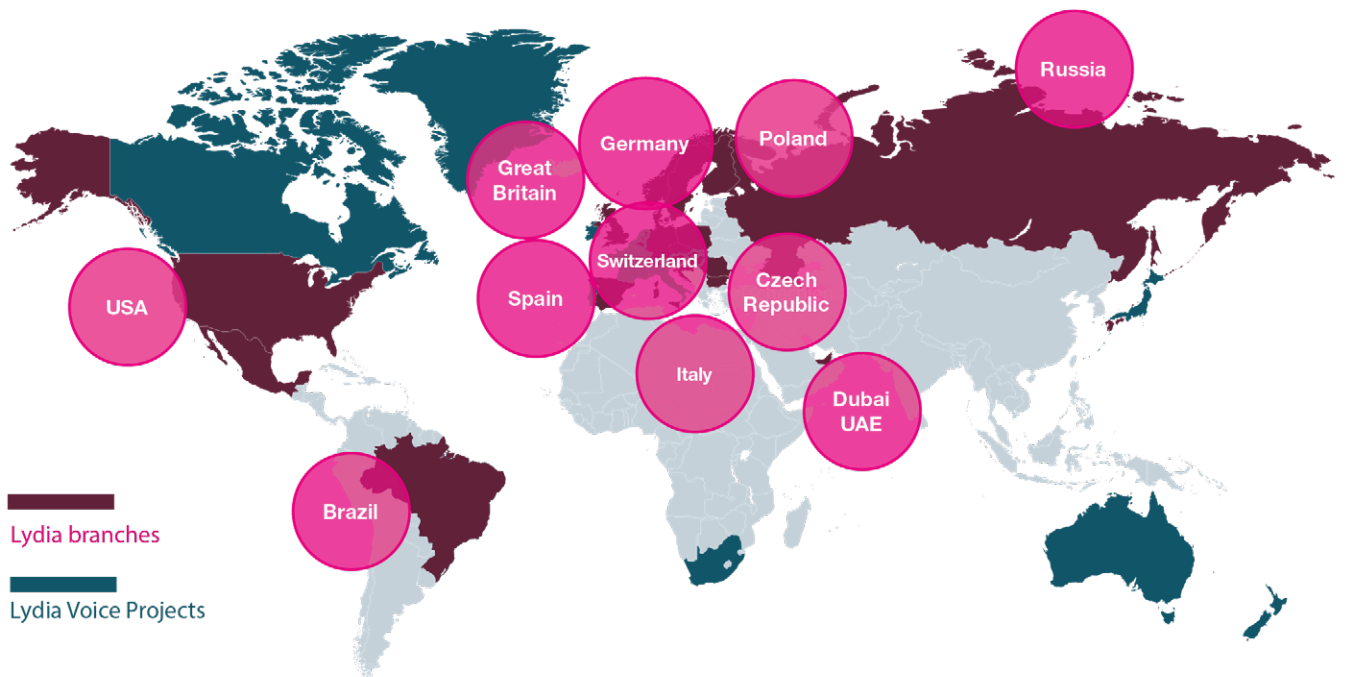 Russia
Germany
Poland
Great
Britain
Switzerland
Czech
Republic
Spain
USA
Italy
Dubai
UAE
Brazil
Lydia branches
Lydia Voice Projects